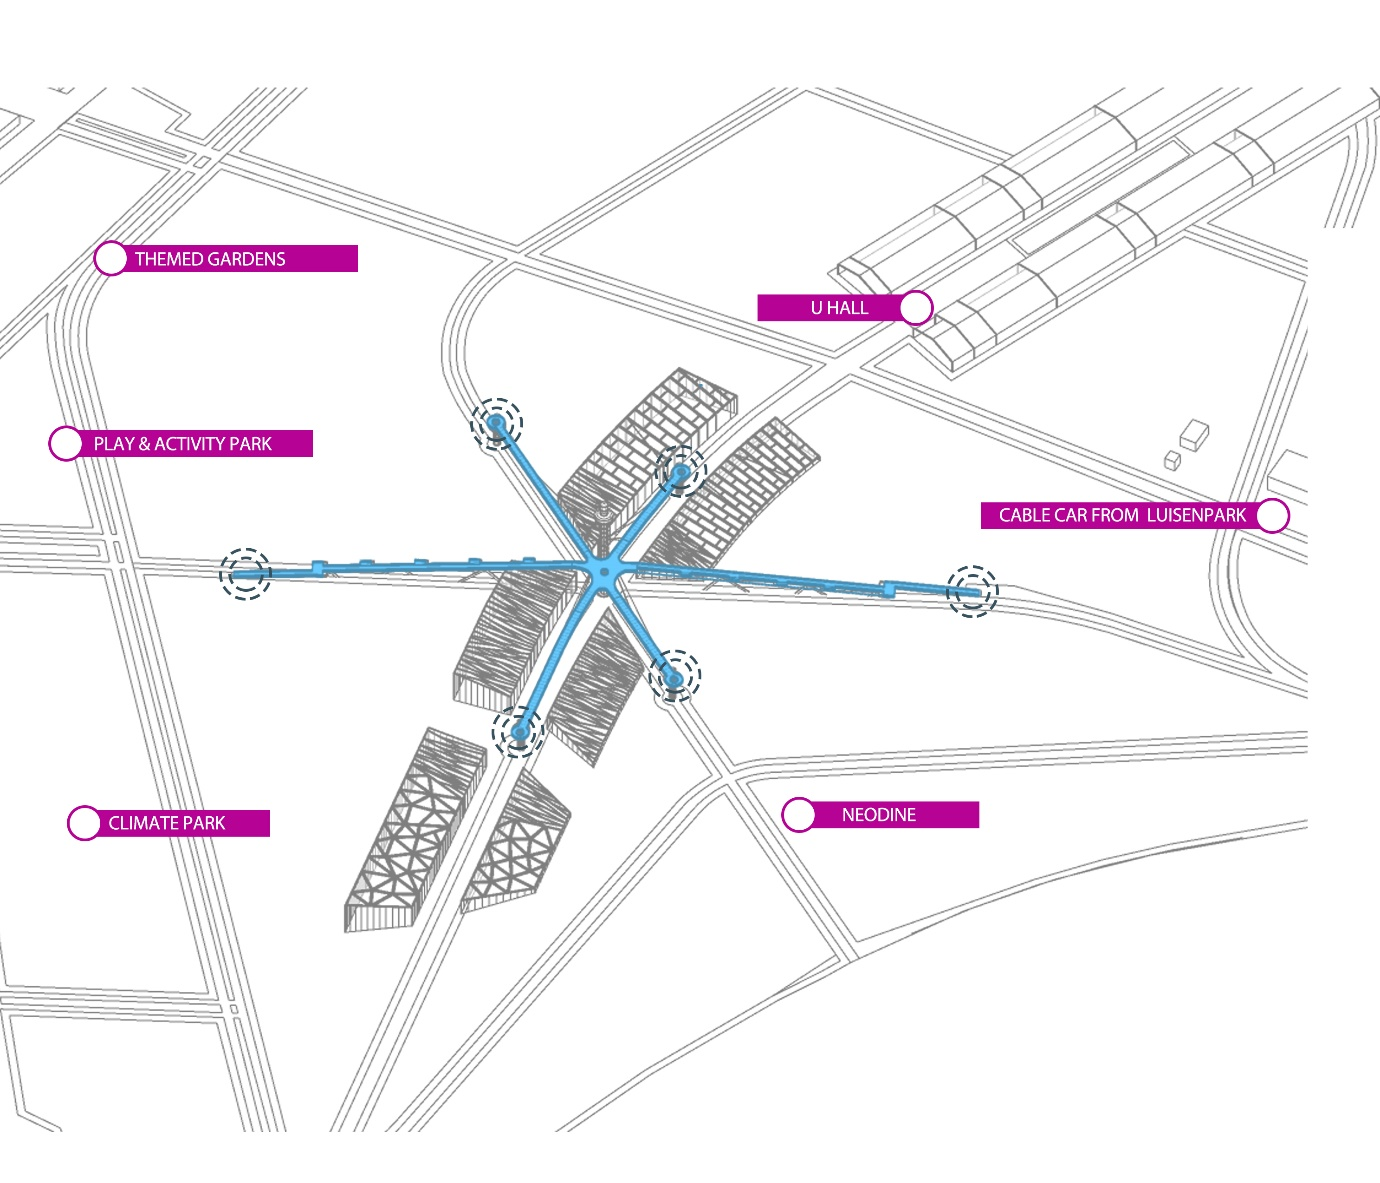 THEMED GARDENS
U HALL
PLAY & ACTIVITY PARK
CABLE CAR FROM LUISENPARK
NEODINE
CLIMATE PARK